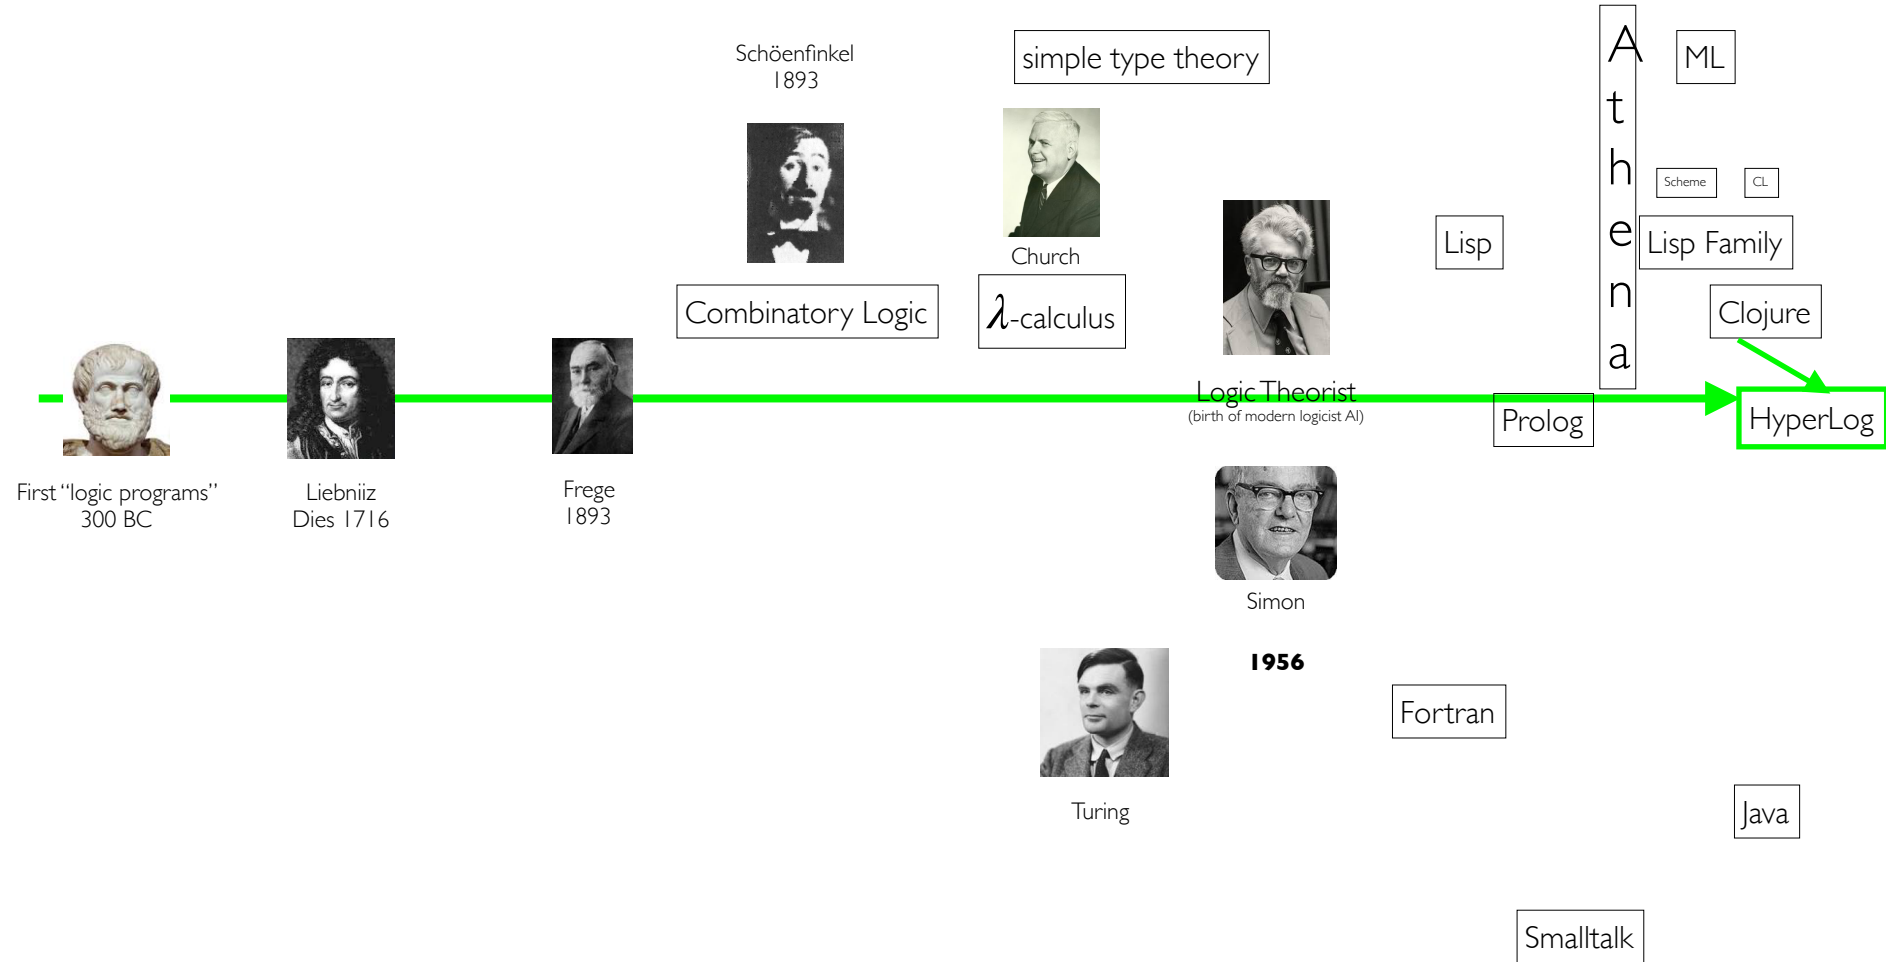 Schöenfinkel
1893
simple type theory
Athena
ML
Scheme
CL
Church
Lisp
Lisp Family
Combinatory Logic
λ-calculus
Clojure
Logic Theorist
(birth of modern logicist AI)
Prolog
HyperLog
First “logic programs”
300 BC
Liebniiz
Dies 1716
Frege
1893
Simon
1956
Fortran
Turing
Java
Smalltalk